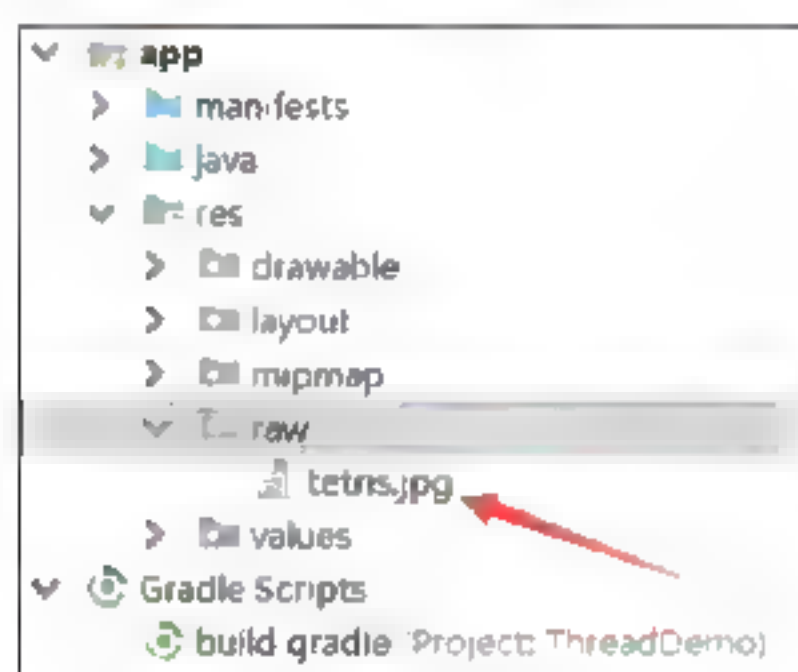 app
manifests
java
res
drawable
layout
mipmap
raw
tetris.jpg
values
Gradle Scripts
build.gradle (Project: ThreadDemo)